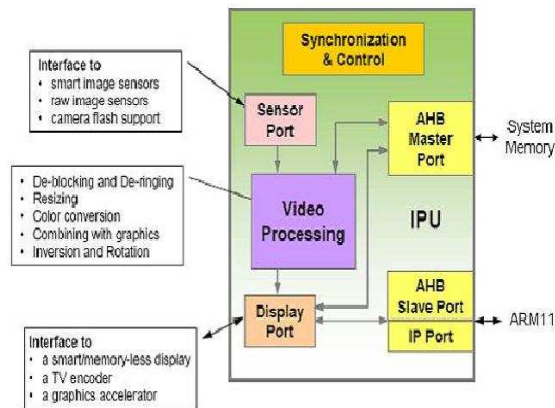 Synchronization
& Control
Interface to
• smart image sensors
• raw image sensors
• camera flash support
Sensor
Port
AHB
Master
Port
System
Memory
• De-blocking and De-ringing
• Resizing
• Color conversion
• Combining with graphics
• Inversion and Rotation
Video
Processing
IPU
Display
Port
AHB
Slave Port
IP Port
ARM11
Interface to
• a smart/memory-less display
• a TV encoder
• a graphics accelerator